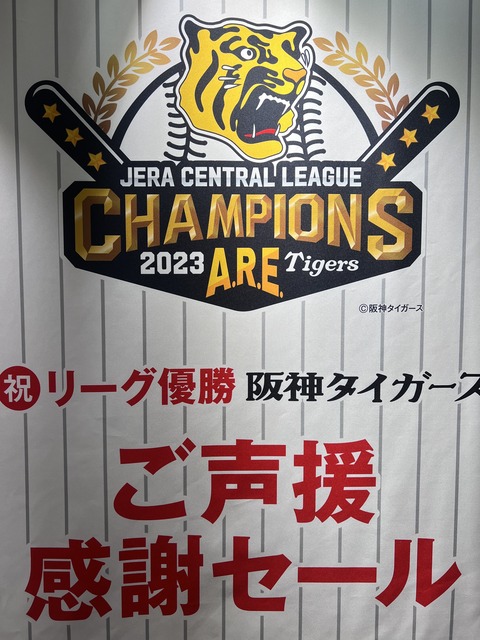 JERA CENTRAL LEAGUE
CHAMPIONS
2023 A.R.E. Tigers
©阪神タイガース
祝 リーグ優勝 阪神タイガース
ご声援
感謝セール